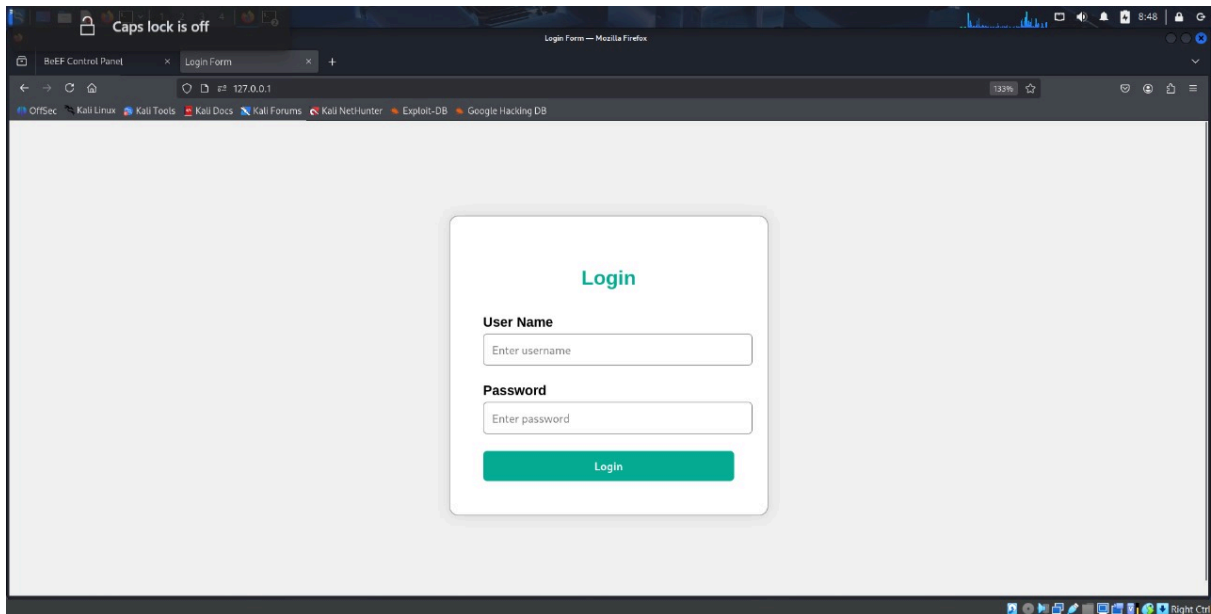 Caps lock is off
4
8:48
Login Form — Mozilla Firefox
BeEF Control Panel
Login Form
127.0.0.1
133%
OffSec Kali Linux Kali Tools Kali Docs Kali Forums Kali NetHunter Exploit-DB Google Hacking DB
Login
User Name
Enter username
Password
Enter password
Login
Right Ctrl